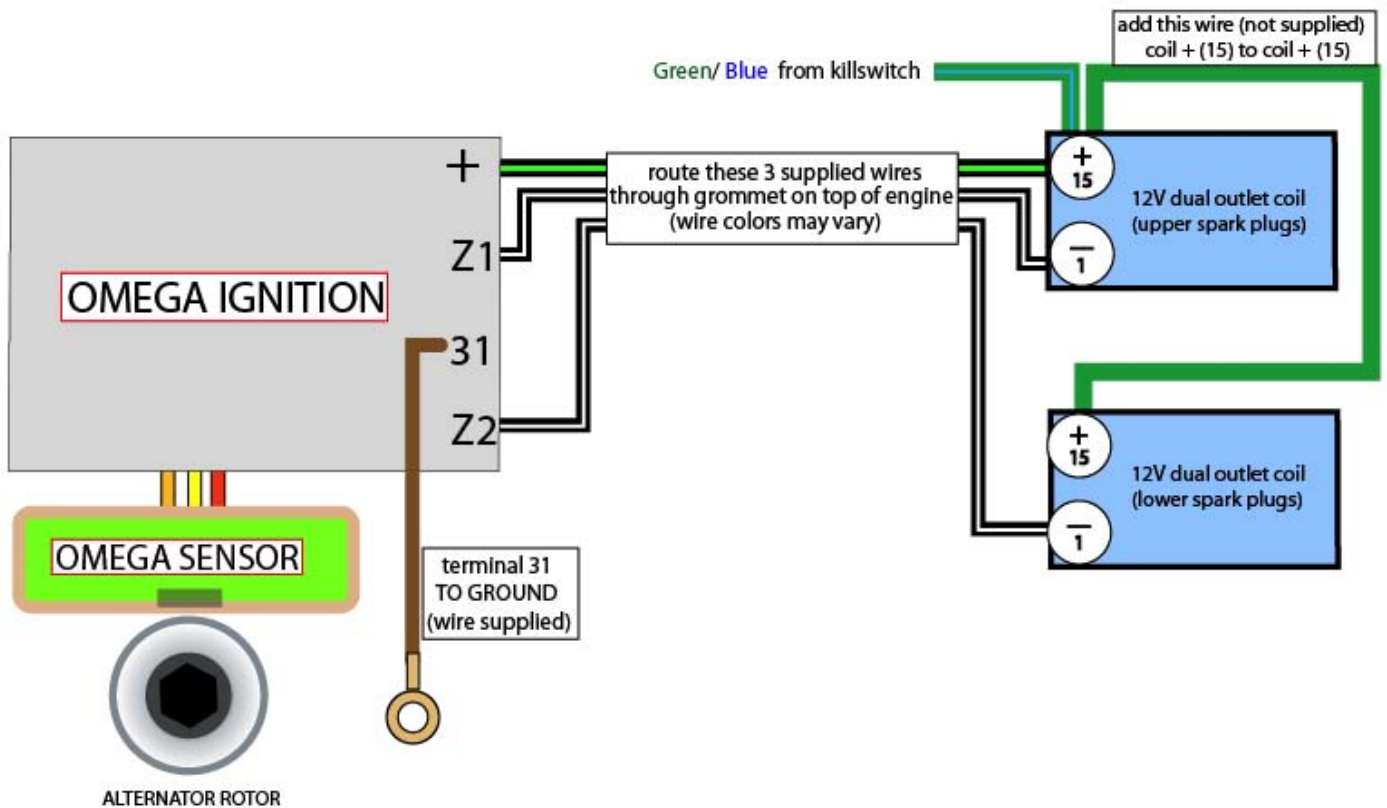 add this wire (not supplied)
coil + (15) to coil + (15)
Green/ Blue from killswitch
+
Z1
31
Z2
OMEGA IGNITION
route these 3 supplied wires
through grommet on top of engine
(wire colors may vary)
+
15
12V dual outlet coil
(upper spark plugs)
—
1
+
15
12V dual outlet coil
(lower spark plugs)
—
1
OMEGA SENSOR
terminal 31
TO GROUND
(wire supplied)
ALTERNATOR ROTOR